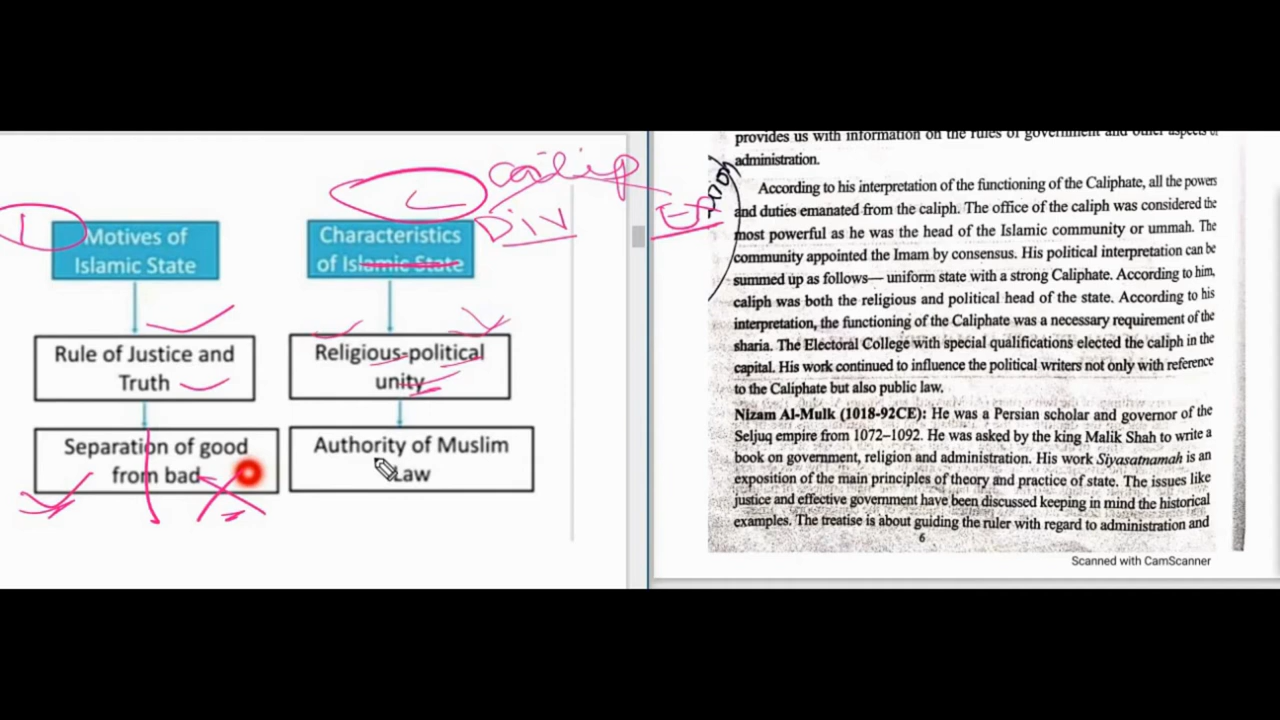 Motives of
Islamic State
Rule of Justice and
Truth
Separation of good
from bad
Characteristics
of Islamic State
Religious-political
unity
Authority of Muslim
Law
Div
provides us with information on the rules of government and other aspects of
administration.
According to his interpretation of the functioning of the Caliphate, all the powers
and duties emanated from the caliph. The office of the caliph was considered the
most powerful as he was the head of the Islamic community or ummah. The
community appointed the Imam by consensus. His political interpretation can be
summed up as follows— uniform state with a strong Caliphate. According to him,
caliph was both the religious and political head of the state. According to his
interpretation, the functioning of the Caliphate was a necessary requirement of the
sharia. The Electoral College with special qualifications elected the caliph in the
capital. His work continued to influence the political writers not only with reference
to the Caliphate but also public law.
Nizam Al-Mulk (1018-92CE): He was a Persian scholar and governor of the
Seljuq empire from 1072–1092. He was asked by the king Malik Shah to write a
book on government, religion and administration. His work Siyasatnamah is an
exposition of the main principles of theory and practice of state. The issues like
justice and effective government have been discussed keeping in mind the historical
examples. The treatise is about guiding the ruler with regard to administration and
6
Scanned with CamScanner